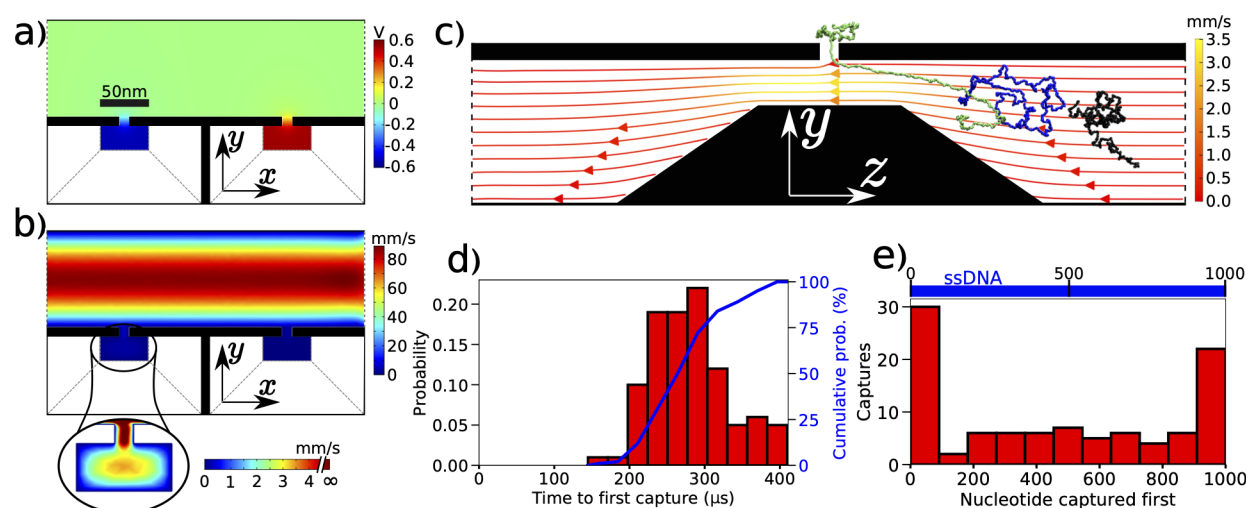 a)
V
0.6
0.4
0.2
0
-0.2
-0.4
-0.6
50nm
y
x
b)
mm/s
80
60
40
20
0
y
x
mm/s
0 1 2 3 4 ∞
c)
mm/s
3.5
3.0
2.5
2.0
1.5
1.0
0.5
0.0
y
z
d)
Probability
0.20
0.15
0.10
0.05
0.00
0 100 200 300 400
Time to first capture (μs)
100
75
50
25
0
Cumulative prob. (%)
e)
0 500 1000
ssDNA
Captures
30
20
10
0
0 200 400 600 800 1000
Nucleotide captured first